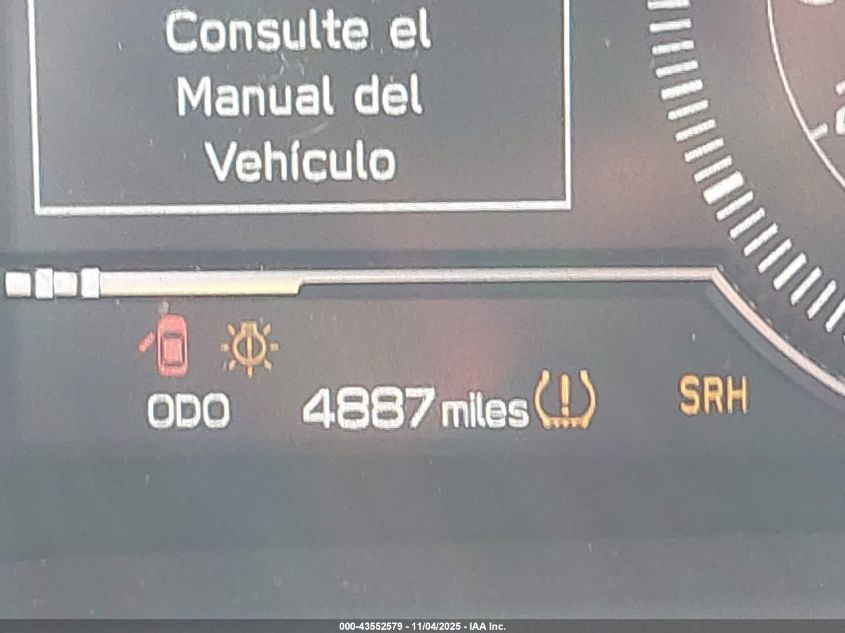 Consulte el
Manual del
Vehículo
ODO 4887 miles SRH
000-43552579 - 11/04/2025 - IAA Inc.